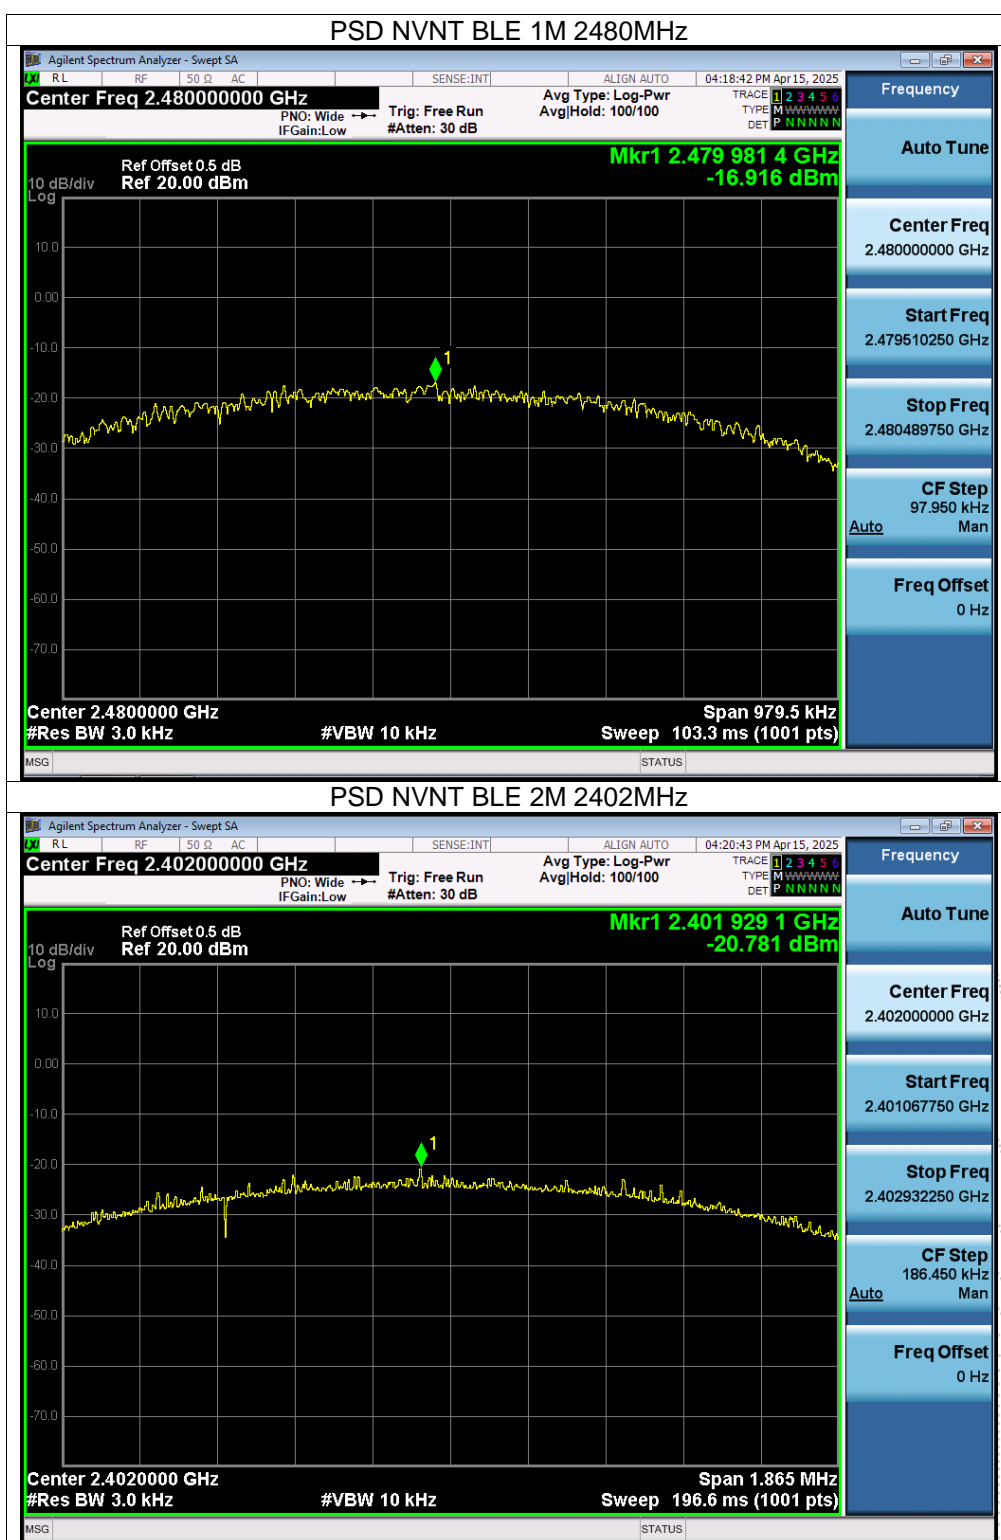 PSD NVNT BLE 1M 2480MHz
Agilent Spectrum Analyzer - Swept SA
LXI RL RF 50 Ω AC SENSE:INT ALIGN AUTO 04:18:42 PM Apr 15, 2025
Center Freq 2.480000000 GHz
PNO: Wide
IFGain:Low
Trig: Free Run
#Atten: 30 dB
Avg Type: Log-Pwr
Avg|Hold: 100/100
TRACE 1 2 3 4 5 6
TYPE M WWWWW
DET P N N N N N
Frequency
Auto Tune
Center Freq
2.480000000 GHz
Start Freq
2.479510250 GHz
Stop Freq
2.480489750 GHz
CF Step
97.950 kHz
Auto Man
Freq Offset
0 Hz
Mkr1 2.479 981 4 GHz
-16.916 dBm
Ref Offset 0.5 dB
10 dB/div Ref 20.00 dBm
Log
10.0
0.00
-10.0
1
-20.0
-30.0
-40.0
-50.0
-60.0
-70.0
Center 2.4800000 GHz Span 979.5 kHz
#Res BW 3.0 kHz #VBW 10 kHz Sweep 103.3 ms (1001 pts)
MSG STATUS
PSD NVNT BLE 2M 2402MHz
Agilent Spectrum Analyzer - Swept SA
LXI RL RF 50 Ω AC SENSE:INT ALIGN AUTO 04:20:43 PM Apr 15, 2025
Center Freq 2.402000000 GHz
PNO: Wide
IFGain:Low
Trig: Free Run
#Atten: 30 dB
Avg Type: Log-Pwr
Avg|Hold: 100/100
TRACE 1 2 3 4 5 6
TYPE M WWWWW
DET P N N N N N
Frequency
Auto Tune
Center Freq
2.402000000 GHz
Start Freq
2.401067750 GHz
Stop Freq
2.402932250 GHz
CF Step
186.450 kHz
Auto Man
Freq Offset
0 Hz
Mkr1 2.401 929 1 GHz
-20.781 dBm
Ref Offset 0.5 dB
10 dB/div Ref 20.00 dBm
Log
10.0
0.00
-10.0
1
-20.0
-30.0
-40.0
-50.0
-60.0
-70.0
Center 2.4020000 GHz Span 1.865 MHz
#Res BW 3.0 kHz #VBW 10 kHz Sweep 196.6 ms (1001 pts)
MSG STATUS